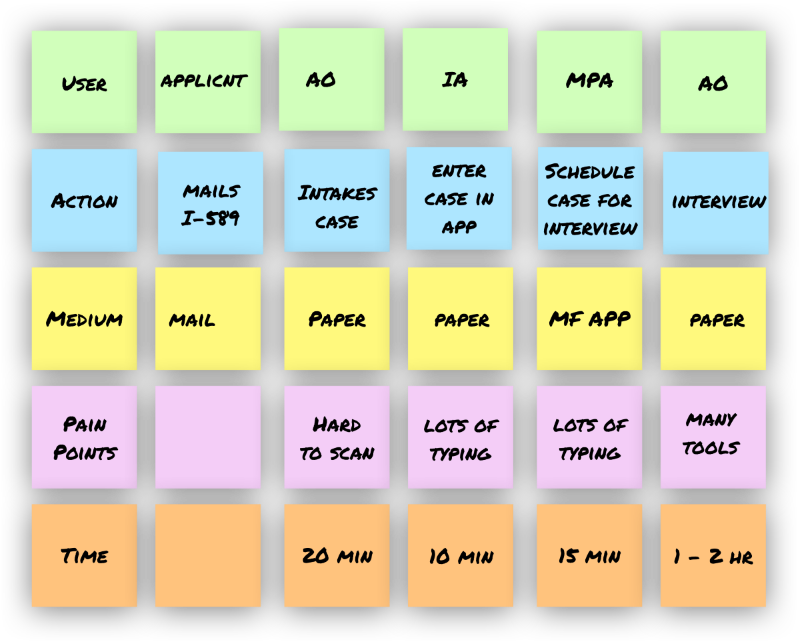 User
APPLICNT
AO
IA
MPA
AO
Action
mails
I-589
Intakes
case
enter
case in
app
Schedule
case for
interview
interview
Medium
mail
Paper
paper
MF APP
paper
Pain
Points
Hard
to scan
lots of
typing
lots of
typing
many
tools
Time
20 min
10 min
15 min
1 - 2 hr